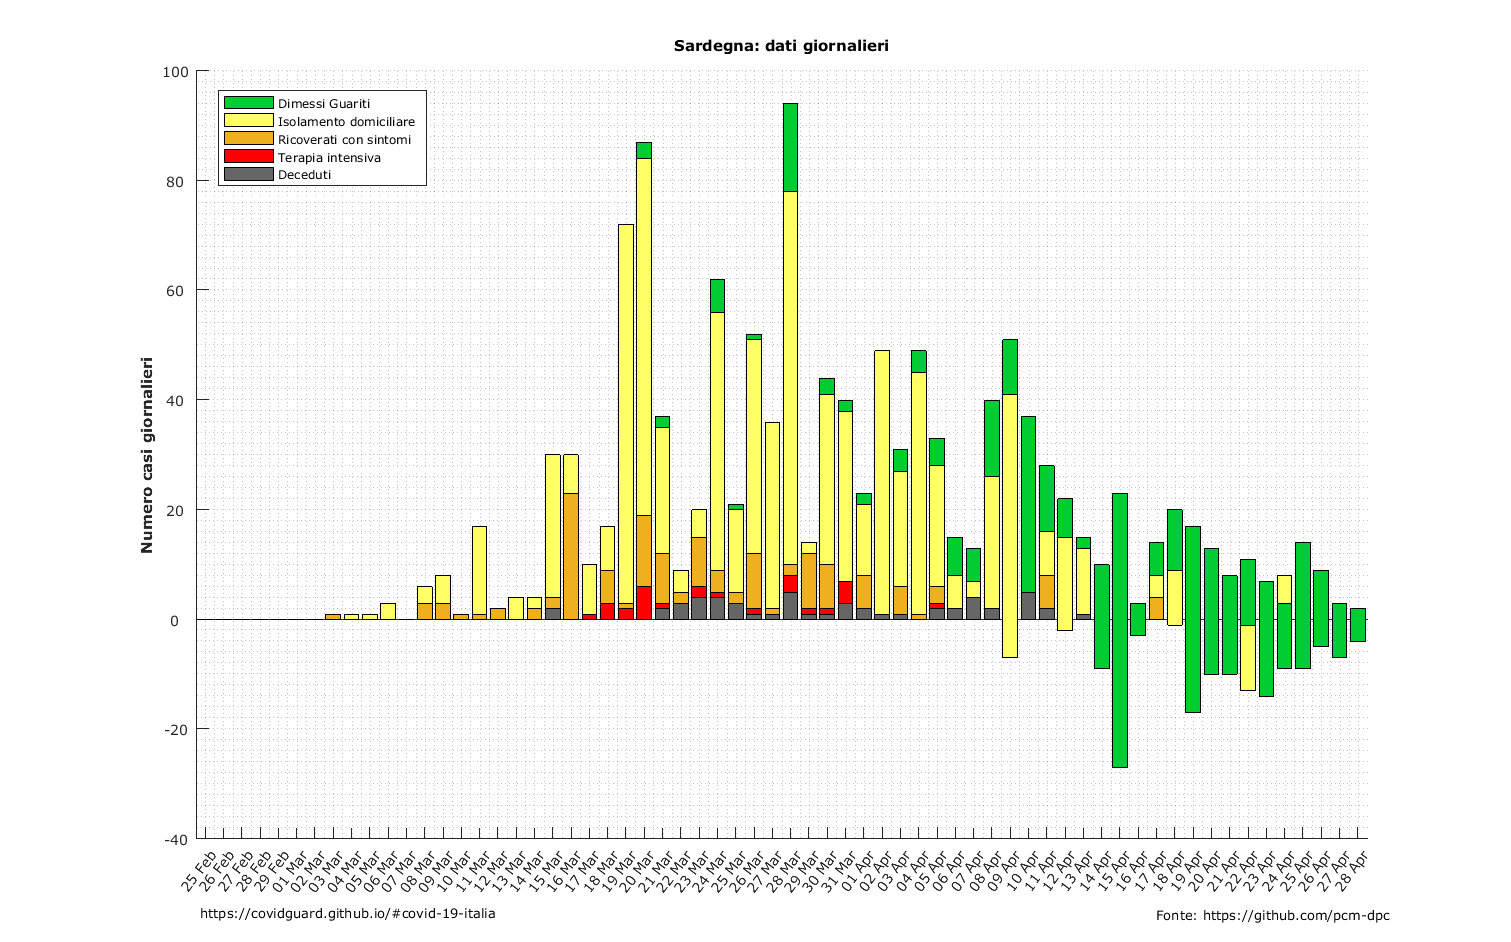 Sardegna: dati giornalieri
100
80
60
40
20
0
-20
-40
Numero casi giornalieri
Dimessi Guariti
Isolamento domiciliare
Ricoverati con sintomi
Terapia intensiva
Deceduti
25 Feb
26 Feb
27 Feb
28 Feb
29 Feb
01 Mar
02 Mar
03 Mar
04 Mar
05 Mar
06 Mar
07 Mar
08 Mar
09 Mar
10 Mar
11 Mar
12 Mar
13 Mar
14 Mar
15 Mar
16 Mar
17 Mar
18 Mar
19 Mar
20 Mar
21 Mar
22 Mar
23 Mar
24 Mar
25 Mar
26 Mar
27 Mar
28 Mar
29 Mar
30 Mar
31 Mar
01 Apr
02 Apr
03 Apr
04 Apr
05 Apr
06 Apr
07 Apr
08 Apr
09 Apr
10 Apr
11 Apr
12 Apr
13 Apr
14 Apr
15 Apr
16 Apr
17 Apr
18 Apr
19 Apr
20 Apr
21 Apr
22 Apr
23 Apr
24 Apr
25 Apr
26 Apr
27 Apr
28 Apr
https://covidguard.github.io/#covid-19-italia
Fonte: https://github.com/pcm-dpc